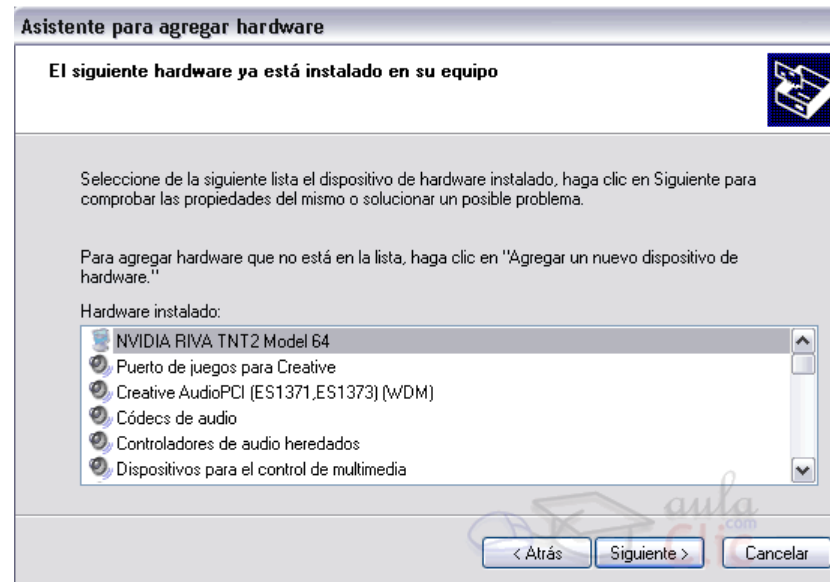 Asistente para agregar hardware
El siguiente hardware ya está instalado en su equipo
Seleccione de la siguiente lista el dispositivo de hardware instalado, haga clic en Siguiente para
comprobar las propiedades del mismo o solucionar un posible problema.
Para agregar hardware que no está en la lista, haga clic en "Agregar un nuevo dispositivo de
hardware."
Hardware instalado:
NVIDIA RIVA TNT2 Model 64
Puerto de juegos para Creative
Creative AudioPCI (ES1371,ES1373) (WDM)
Códecs de audio
Controladores de audio heredados
Dispositivos para el control de multimedia
aula
Clic.com
< Atrás
Siguiente >
Cancelar